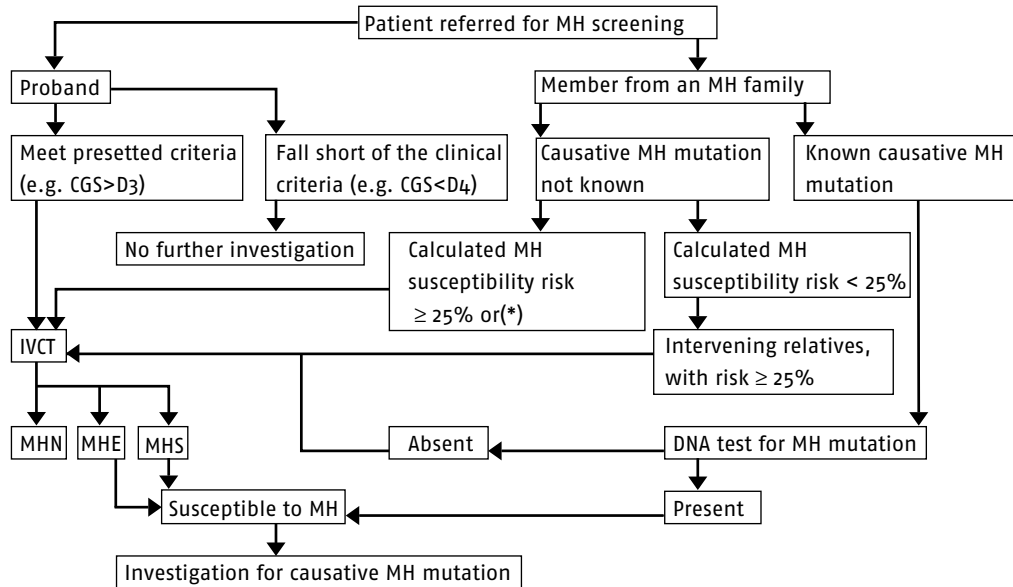 Patient referred for MH screening
Proband
Member from an MH family
Meet presetted criteria
(e.g. CGS>D3)
Fall short of the clinical
criteria (e.g. CGS<D4)
Causative MH mutation
not known
Known causative MH
mutation
No further investigation
Calculated MH
susceptibility risk
≥ 25% or(*)
Calculated MH
susceptibility risk < 25%
IVCT
Intervening relatives,
with risk ≥ 25%
MHN
MHE
MHS
Absent
DNA test for MH mutation
Susceptible to MH
Present
Investigation for causative MH mutation